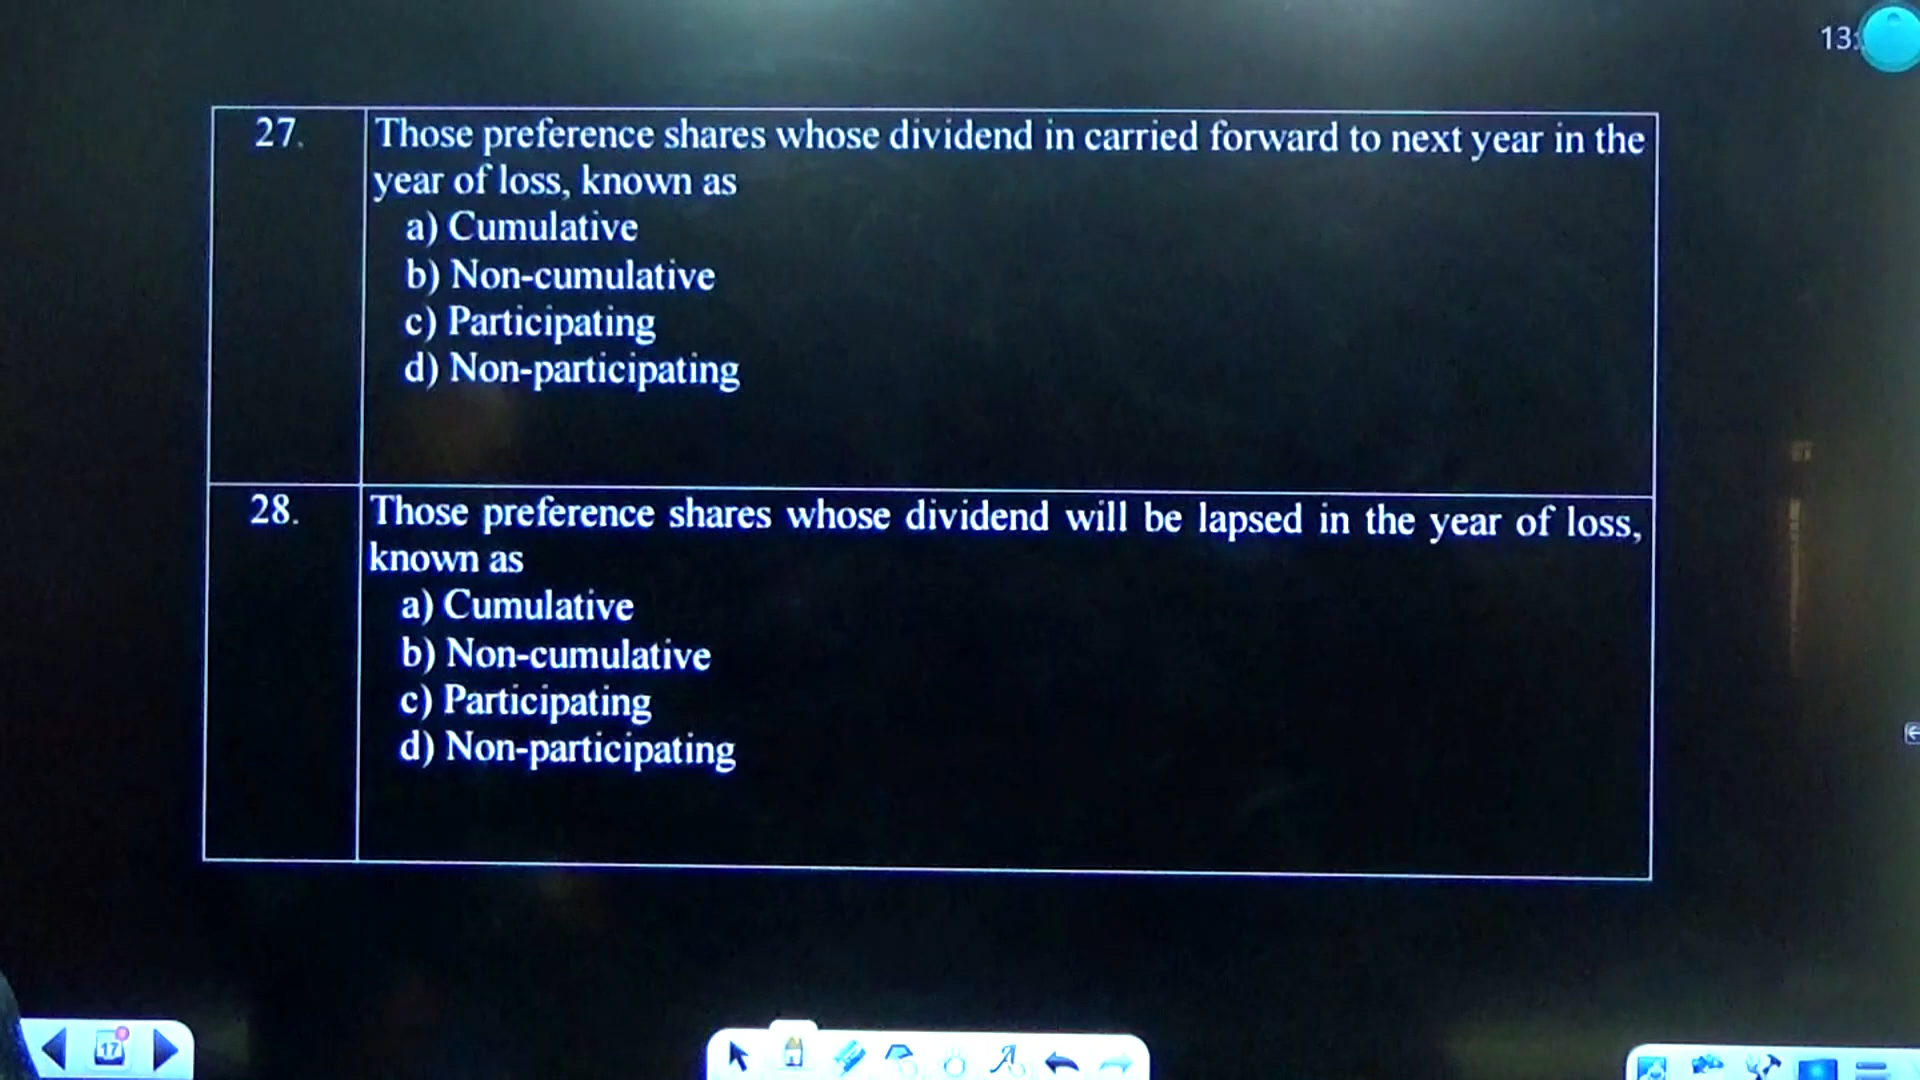 13:
27.
Those preference shares whose dividend in carried forward to next year in the
year of loss, known as
a) Cumulative
b) Non-cumulative
c) Participating
d) Non-participating
28.
Those preference shares whose dividend will be lapsed in the year of loss,
known as
a) Cumulative
b) Non-cumulative
c) Participating
d) Non-participating
17